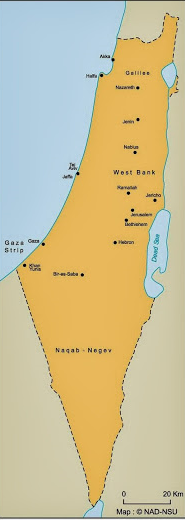 Akka
Galilee
Haifa
Nazareth
Jenin
Nablus
Tel
Aviv
Jaffa
West Bank
Ramallah
Jericho
Jerusalem
Bethlehem
Gaza
Strip
Gaza
Hebron
Dead Sea
Khan
Yunis
Bir-es-Saba
Naqab - Negev
0 20 Km
Map : © NAD-NSU